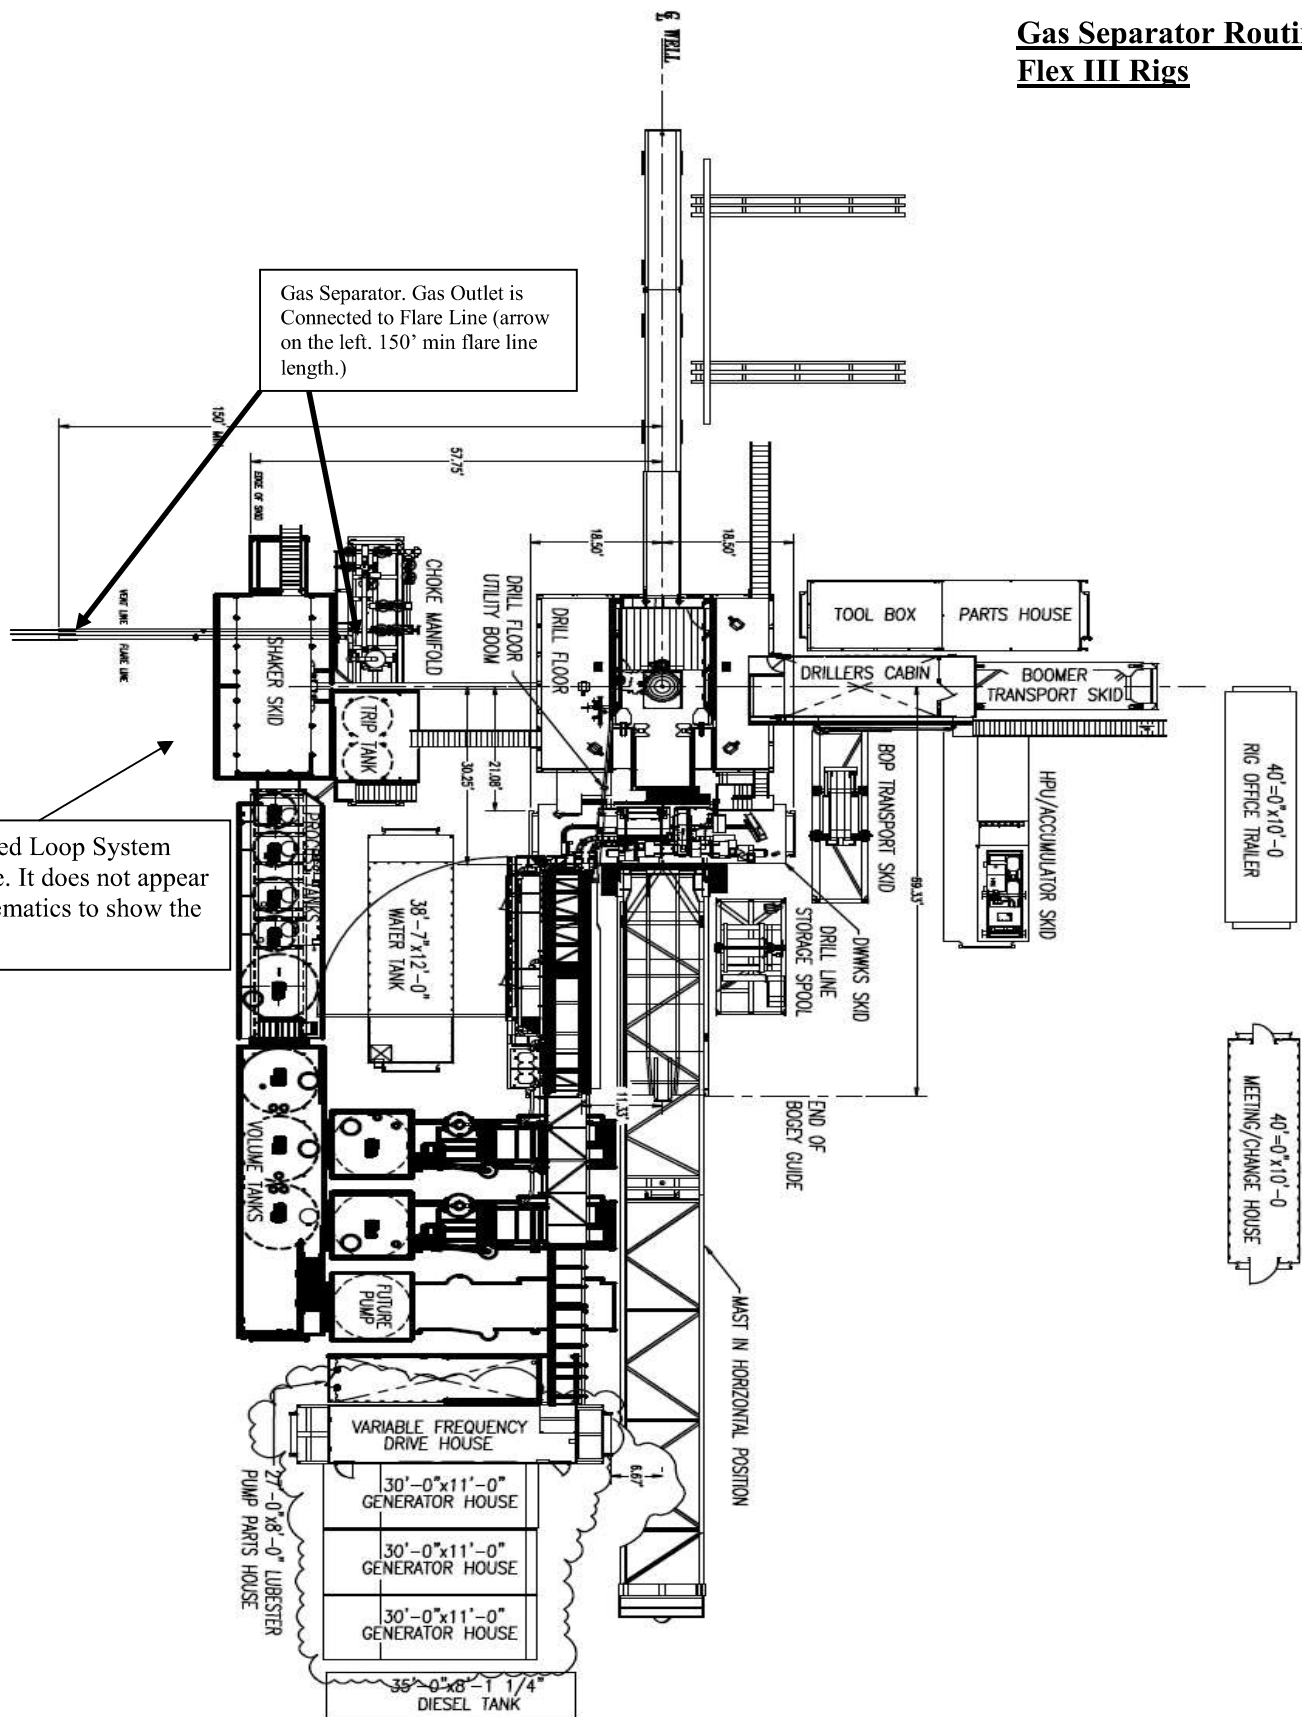 Gas Separator Routi
Flex III Rigs
WELL
Gas Separator. Gas Outlet is
Connected to Flare Line (arrow
on the left. 150’ min flare line
length.)
150' MIN
57.75'
EDGE OF SKID
18.50'
18.50'
CHOKE MANIFOLD
DRILL FLOOR
UTILITY BOOM
DRILL FLOOR
TOOL BOX
PARTS HOUSE
VENT LINE
FLARE LINE
SHAKER SKID
TRIP TANK
DRILLERS CABIN
BOOMER
TRANSPORT SKID
30.25'
21.08'
BOP TRANSPORT SKID
HPU/ACCUMULATOR SKID
40'=0"x10'-0
RIG OFFICE TRAILER
69.33'
ed Loop System
e. It does not appear
ematics to show the
PROCESS TANKS
38'-7"x12'-0"
WATER TANK
DRILL LINE
STORAGE SPOOL
DWWKS SKID
11.33'
END OF
BOGEY GUIDE
40'=0"x10'-0
MEETING/CHANGE HOUSE
VOLUME TANKS
FUTURE
PUMP
MAST IN HORIZONTAL POSITION
VARIABLE FREQUENCY
DRIVE HOUSE
6.67'
27'-0"x8'-0" LUBESTER
PUMP PARTS HOUSE
30'-0"x11'-0"
GENERATOR HOUSE
30'-0"x11'-0"
GENERATOR HOUSE
30'-0"x11'-0"
GENERATOR HOUSE
35'-0"x8'-1 1/4"
DIESEL TANK